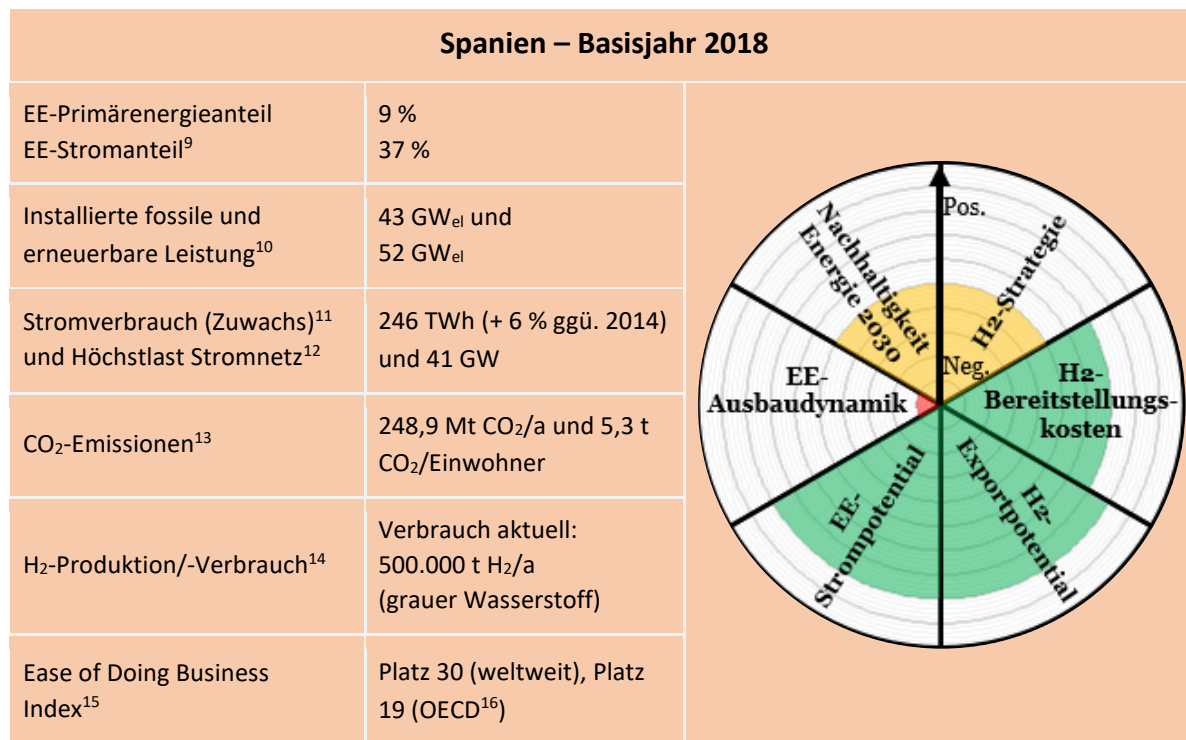 Spanien – Basisjahr 2018
EE-Primärenergieanteil
EE-Stromanteil⁹
9 %
37 %
Installierte fossile und
erneuerbare Leistung¹⁰
43 GWₑₗ und
52 GWₑₗ
Stromverbrauch (Zuwachs)¹¹
und Höchstlast Stromnetz¹²
246 TWh (+ 6 % ggü. 2014)
und 41 GW
CO₂-Emissionen¹³
248,9 Mt CO₂/a und 5,3 t
CO₂/Einwohner
H₂-Produktion/-Verbrauch¹⁴
Verbrauch aktuell:
500.000 t H₂/a
(grauer Wasserstoff)
Ease of Doing Business
Index¹⁵
Platz 30 (weltweit), Platz
19 (OECD¹⁶)
Pos.
Neg.
Nachhaltigkeit
Energie 2030
H2-Strategie
H2-
Bereitstellungs-
kosten
H2-
Exportpotential
EE-
Strompotential
EE-
Ausbaudynamik